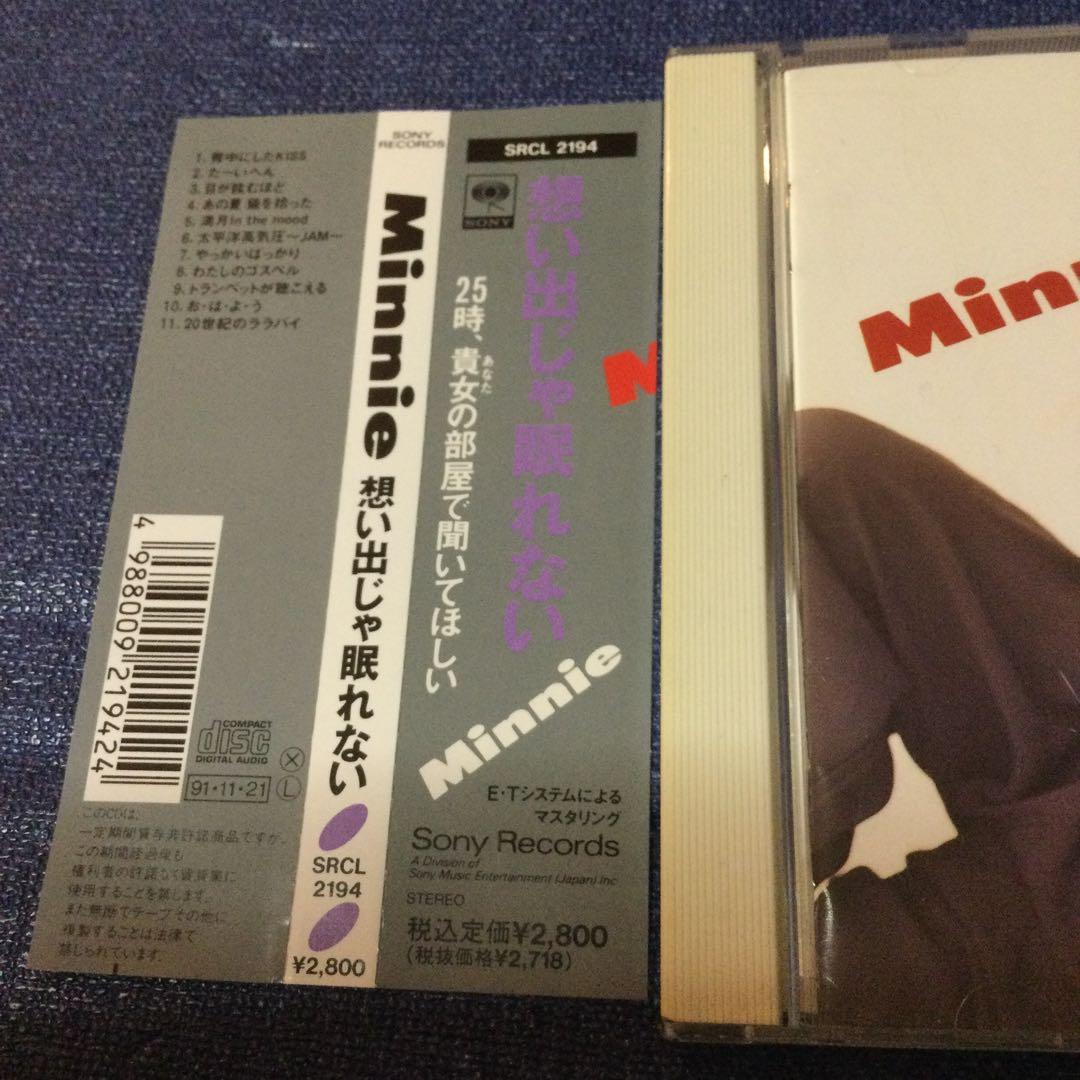 1. 背中にしたKISS
2. たーいへん
3. 目が眩むほど
4. あの夏 猫を拾った
5. 満月in the mood
6. 太平洋高気圧〜JAM〜
7. やっかいばっかり
8. わたしのゴスペル
9. トランペットが聴こえる
10. お・は・よ・う
11. 20世紀のララバイ
4 988009 219424
COMPACT
disc
DIGITAL AUDIO
X
91・11・21 L
このCDは、
一定期間貸与非許諾商品ですが、
この期間経過後も
権利者の許諾なく賃貸業に
使用することを禁じます。
また無断でテープその他に
複製することは法律で
禁じられています。
SONY
RECORDS
Minnie 想い出じゃ眠れない
SRCL
2194
¥2,800
SRCL 2194
SONY
想い出じゃ眠れない
25時、貴女の部屋で聞いてほしい
あなた
Minnie
E・Tシステムによる
マスタリング
Sony Records
A Division of
Sony Music Entertainment (Japan) Inc
STEREO
税込定価¥2,800
(税抜価格¥2,718)
M
Minn